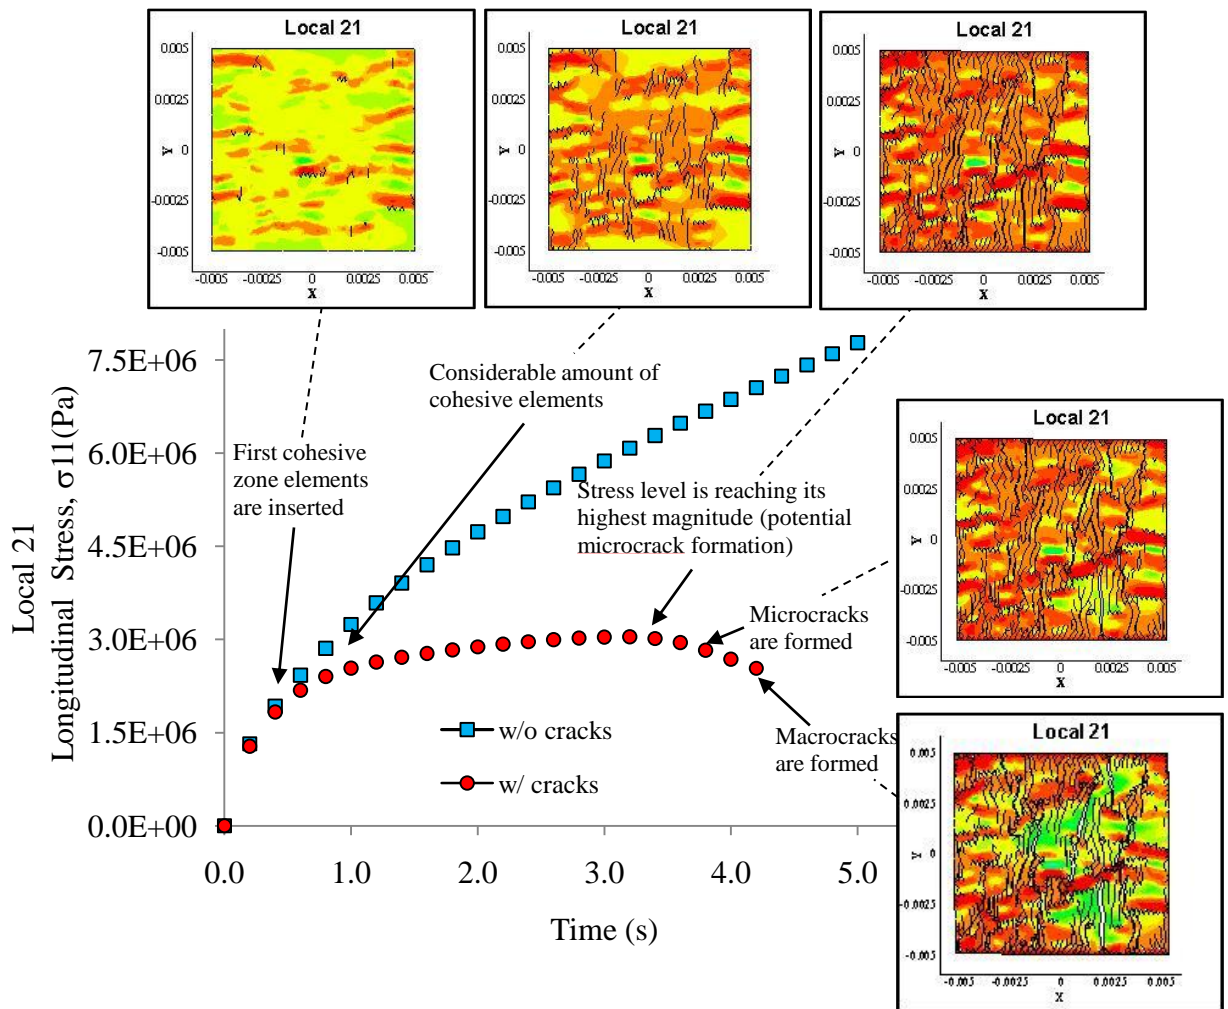 Local 21
0.005
0.0025
Y 0
-0.0025
-0.005
-0.005 -0.0025 0 0.0025 0.005
X
Local 21
0.005
0.0025
Y 0
-0.0025
-0.005
-0.005 -0.0025 0 0.0025 0.005
X
Local 21
0.005
0.0025
Y 0
-0.0025
-0.005
-0.005 -0.0025 0 0.0025 0.005
X
Local 21
Longitudinal Stress, σ11(Pa)
7.5E+06
6.0E+06
4.5E+06
3.0E+06
1.5E+06
0.0E+00
0.0 1.0 2.0 3.0 4.0 5.0
Time (s)
First cohesive
zone elements
are inserted
Considerable amount of
cohesive elements
Stress level is reaching its
highest magnitude (potential
microcrack formation)
Microcracks
are formed
Macrocracks
are formed
w/o cracks
w/ cracks
Local 21
0.005
0.0025
Y 0
-0.0025
-0.005
-0.005 -0.0025 0 0.0025 0.005
X
Local 21
0.005
0.0025
Y 0
-0.0025
-0.005
-0.005 -0.0025 0 0.0025 0.005
X